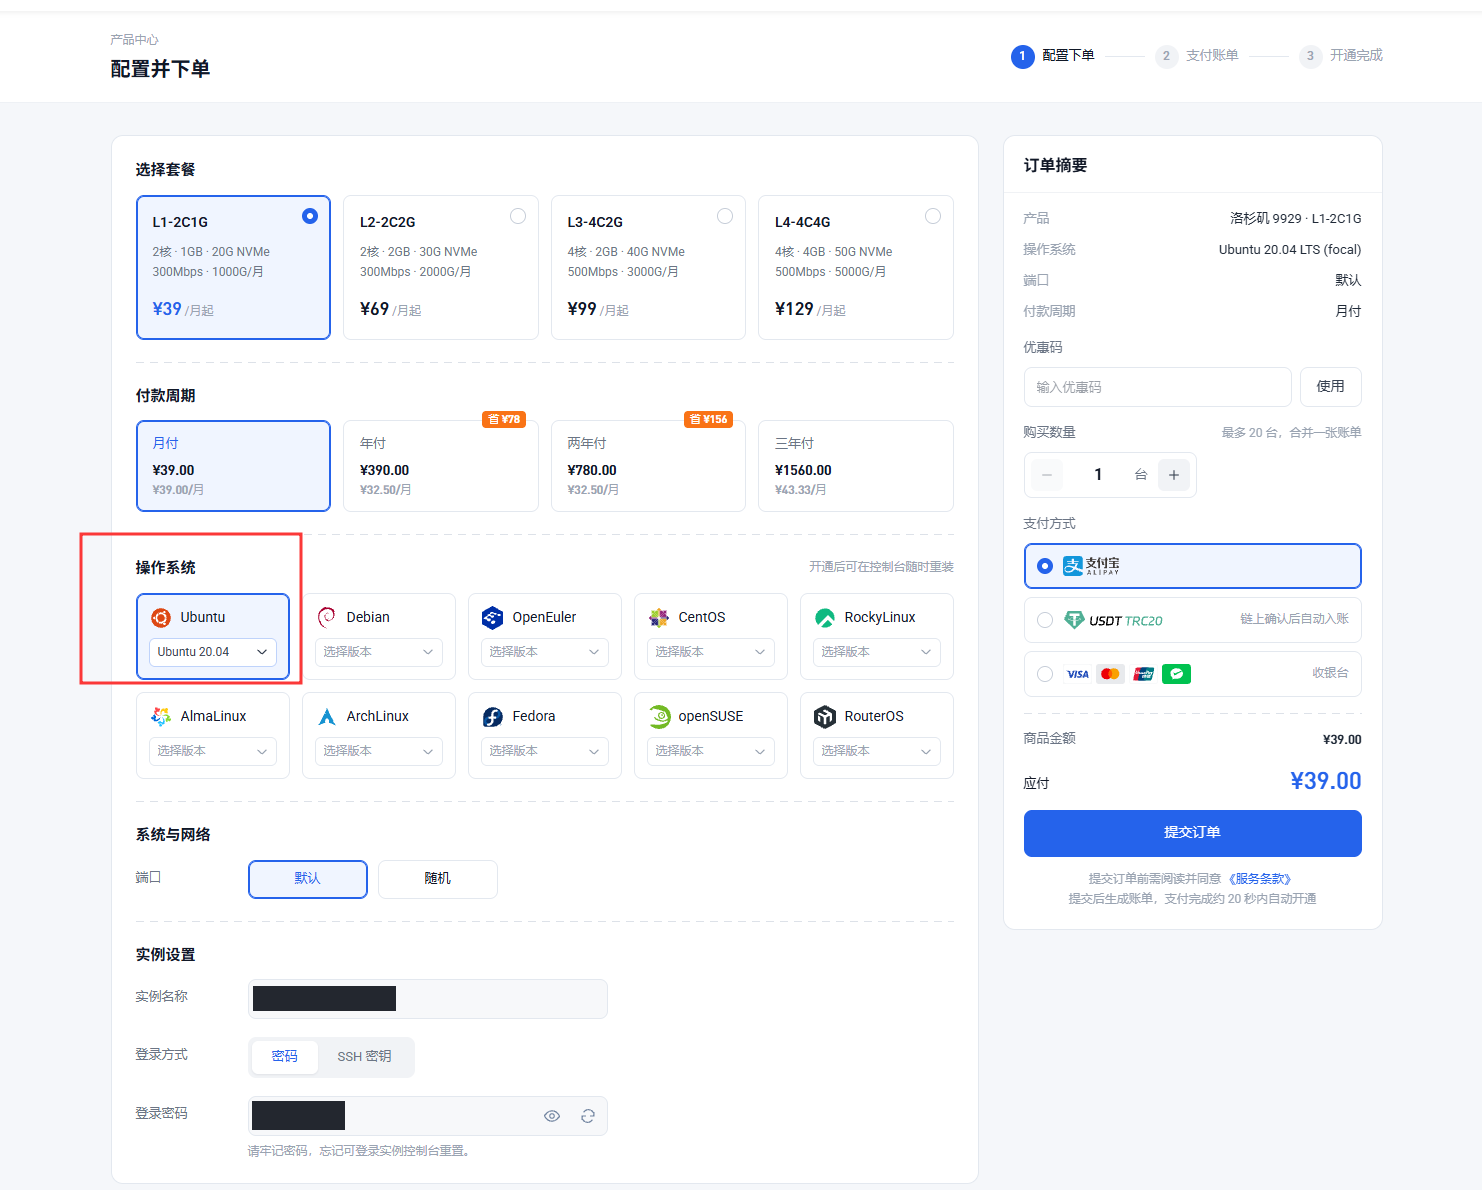 产品中心
配置并下单
1 配置下单
2 支付账单
3 开通完成
选择套餐
L1-2C1G
2核 · 1GB · 20G NVMe
300Mbps · 1000G/月
¥39 /月起
L2-2C2G
2核 · 2GB · 30G NVMe
300Mbps · 2000G/月
¥69 /月起
L3-4C2G
4核 · 2GB · 40G NVMe
500Mbps · 3000G/月
¥99 /月起
L4-4C4G
4核 · 4GB · 50G NVMe
500Mbps · 5000G/月
¥129 /月起
付款周期
月付
¥39.00
¥39.00/月
省 ¥78
年付
¥390.00
¥32.50/月
省 ¥156
两年付
¥780.00
¥32.50/月
三年付
¥1560.00
¥43.33/月
操作系统
开通后可在控制台随时重装
Ubuntu
Ubuntu 20.04
Debian
选择版本
OpenEuler
选择版本
CentOS
选择版本
RockyLinux
选择版本
AlmaLinux
选择版本
ArchLinux
选择版本
Fedora
选择版本
openSUSE
选择版本
RouterOS
选择版本
系统与网络
端口
默认
随机
实例设置
实例名称
登录方式
密码
SSH 密钥
登录密码
请牢记密码，忘记可登录实例控制台重置。
订单摘要
产品 洛杉矶 9929 · L1-2C1G
操作系统 Ubuntu 20.04 LTS (focal)
端口 默认
付款周期 月付
优惠码
输入优惠码 使用
购买数量 最多 20 台，合并一张账单
1 台
支付方式
支付宝
ALIPAY
USDT TRC20 链上确认后自动入账
VISA 收银台
商品金额 ¥39.00
应付 ¥39.00
提交订单
提交订单前需阅读并同意《服务条款》
提交后生成账单，支付完成约 20 秒内自动开通